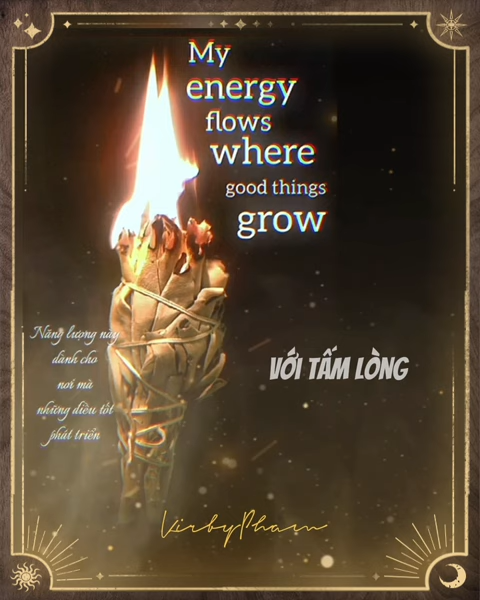 My
energy
flows
where
good things
grow
Năng lượng này
dành cho
nơi mà
những điều tốt
phát triển
VỚI TẤM LÒNG
VirbyPham